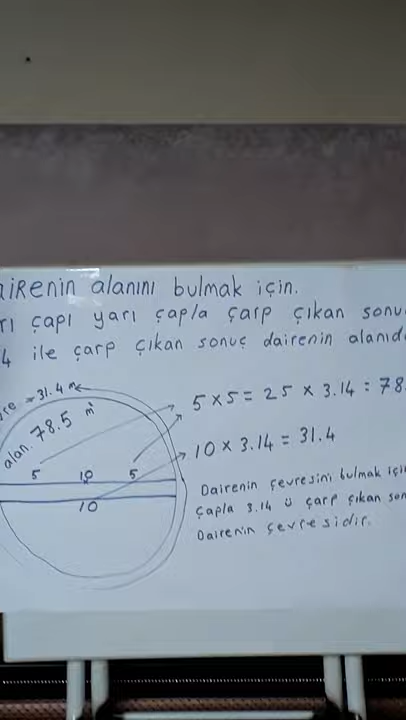 airenin alanını bulmak için.
rı çapı yarı çapla çarp çıkan sonu
4 ile çarp çıkan sonuç dairenin alanıd
re = 31.4 m
alan. 78.5 m²
5 × 5 = 25 × 3.14 = 78
10 × 3.14 = 31.4
5 10 5
10
Dairenin çevresini bulmak içi
çapla 3.14 ü çarp çıkan son
Dairenin çevresidir.